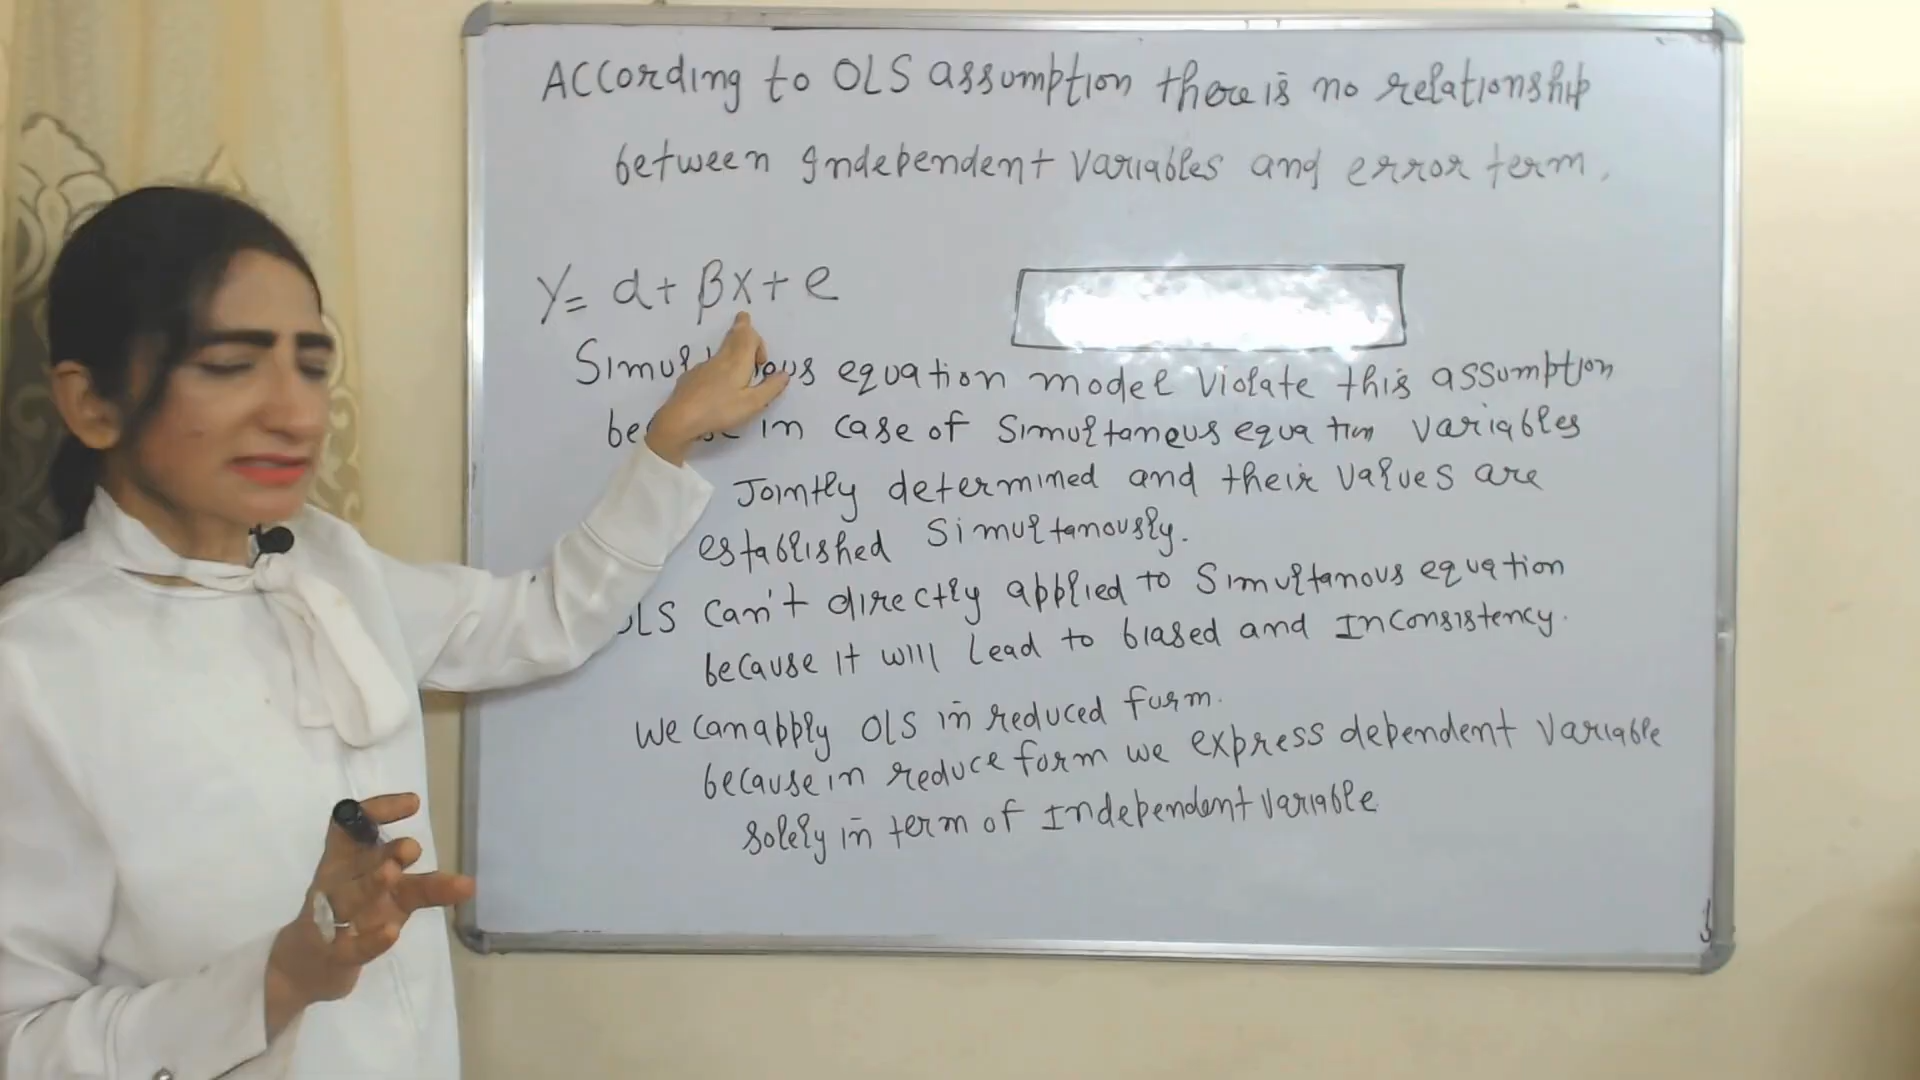 ACCording to OLS assumption there is no relationship
between Independent variables and error term.
Y= α+ βx+ e
equation model violate this assumption
in case of simultaneous equation variables
Jointly determined and their values are
established simultanously.
OLS can't directly applied to simultanous equation
because it will lead to biased and InConsistency.
We can apply OLS in reduced form.
because in reduce form we express dependent variable
solely in term of Independent variable